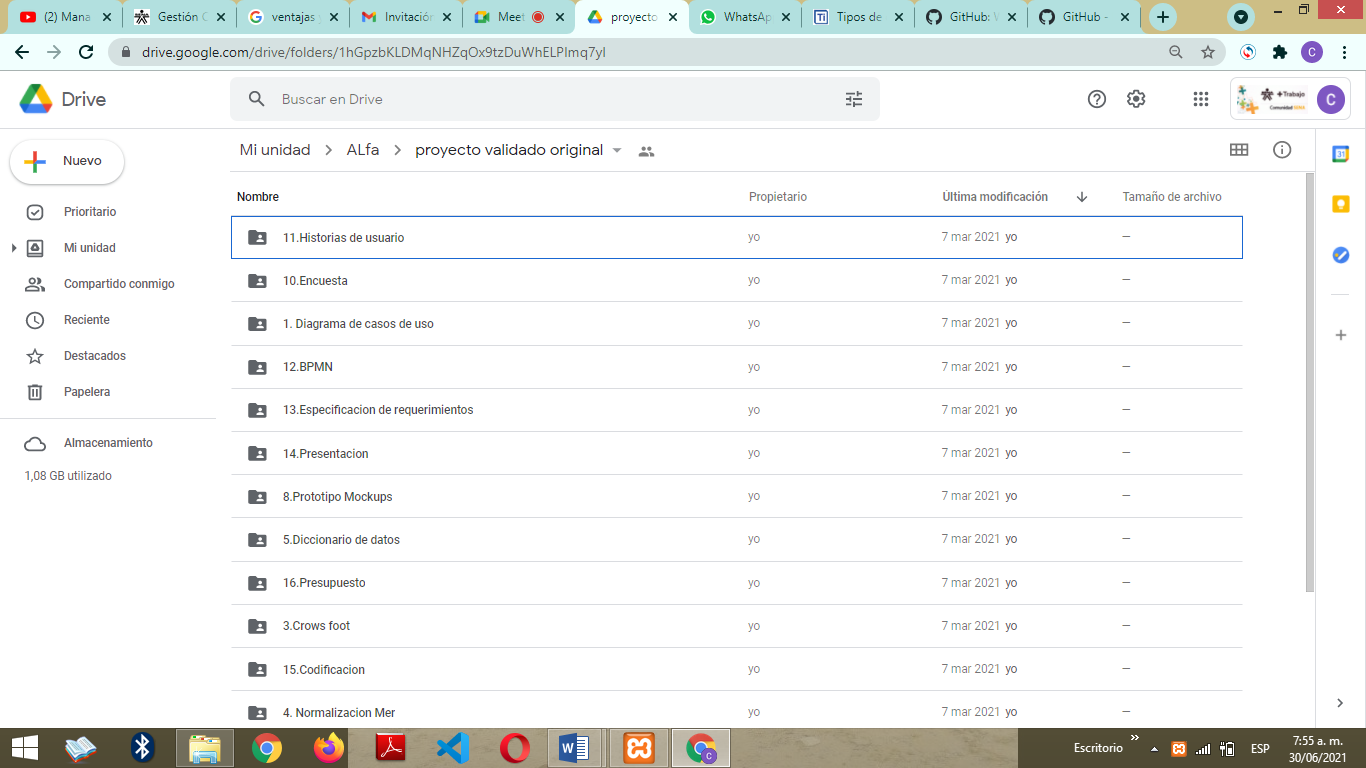 (2) Mana
Gestión C
ventajas y
Invitación
Meet
proyecto
WhatsAp
Ti
Tipos de
GitHub: W
GitHub -
drive.google.com/drive/folders/1hGpzbKLDMqNHZqOx9tzDuWhELPImq7yI
C
Drive
Buscar en Drive
+Trabajo
Comunidad SENA
C
Nuevo
Mi unidad > ALfa > proyecto validado original
31
Prioritario
Mi unidad
Compartido conmigo
Reciente
Destacados
Papelera
Almacenamiento
1,08 GB utilizado
Nombre Propietario Última modificación Tamaño de archivo
11.Historias de usuario yo 7 mar 2021 yo —
10.Encuesta yo 7 mar 2021 yo —
1. Diagrama de casos de uso yo 7 mar 2021 yo —
12.BPMN yo 7 mar 2021 yo —
13.Especificacion de requerimientos yo 7 mar 2021 yo —
14.Presentacion yo 7 mar 2021 yo —
8.Prototipo Mockups yo 7 mar 2021 yo —
5.Diccionario de datos yo 7 mar 2021 yo —
16.Presupuesto yo 7 mar 2021 yo —
3.Crows foot yo 7 mar 2021 yo —
15.Codificacion yo 7 mar 2021 yo —
4. Normalizacion Mer yo 7 mar 2021 yo —
Escritorio » ESP 7:55 a. m.
30/06/2021